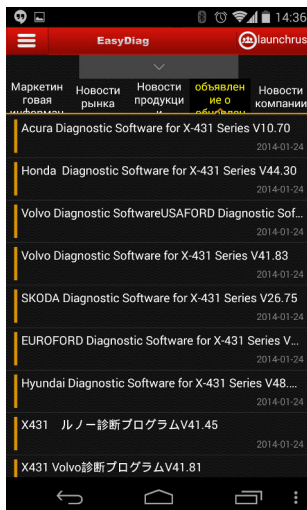 14:36
EasyDiag
launchrus
Маркетин
говая
Новости
рынка
Новости
продукци
объявлен
ие о
Новости
компании
Acura Diagnostic Software for X-431 Series V10.70
2014-01-24
Honda Diagnostic Software for X-431 Series V44.30
2014-01-24
Volvo Diagnostic SoftwareUSAFORD Diagnostic Sof...
2014-01-24
Volvo Diagnostic Software for X-431 Series V41.83
2014-01-24
SKODA Diagnostic Software for X-431 Series V26.75
2014-01-24
EUROFORD Diagnostic Software for X-431 Series V...
2014-01-24
Hyundai Diagnostic Software for X-431 Series V48....
2014-01-24
X431 ルノー診断プログラムV41.45
2014-01-24
X431 Volvo診断プログラムV41.81